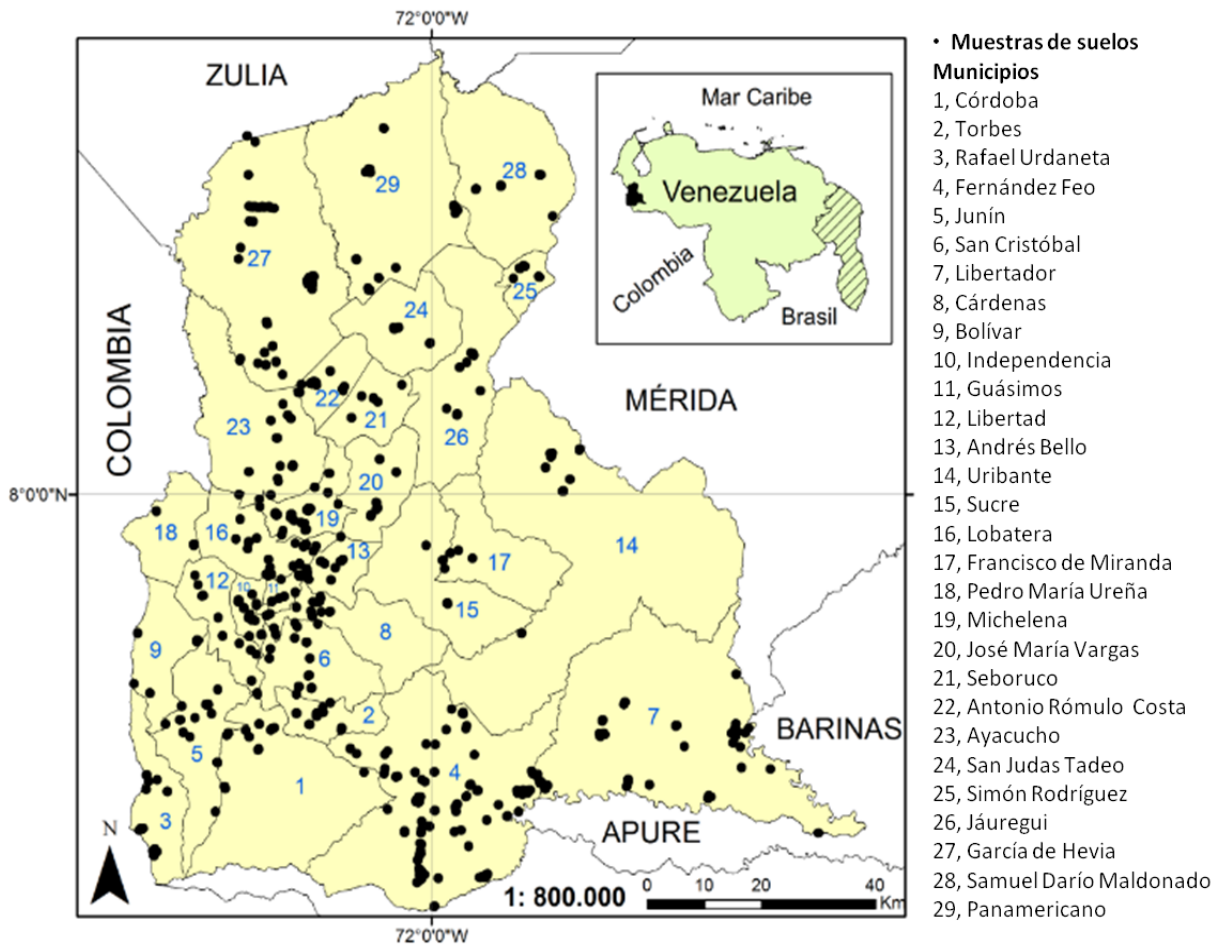 72°0'0"W
ZULIA
28
29
27
25
24
COLOMBIA
22
21
23
26
MÉRIDA
20
8°0'0"N
19
18
16
13
14
17
12
10
11
15
8
9
6
2
7
BARINAS
5
4
1
3
APURE
N
1: 800.000
0 10 20 40
Km
72°0'0"W
Mar Caribe
Venezuela
Colombia
Brasil
• Muestras de suelos
Municipios
1, Córdoba
2, Torbes
3, Rafael Urdaneta
4, Fernández Feo
5, Junín
6, San Cristóbal
7, Libertador
8, Cárdenas
9, Bolívar
10, Independencia
11, Guásimos
12, Libertad
13, Andrés Bello
14, Uribante
15, Sucre
16, Lobatera
17, Francisco de Miranda
18, Pedro María Ureña
19, Michelena
20, José María Vargas
21, Seboruco
22, Antonio Rómulo Costa
23, Ayacucho
24, San Judas Tadeo
25, Simón Rodríguez
26, Jáuregui
27, García de Hevia
28, Samuel Darío Maldonado
29, Panamericano